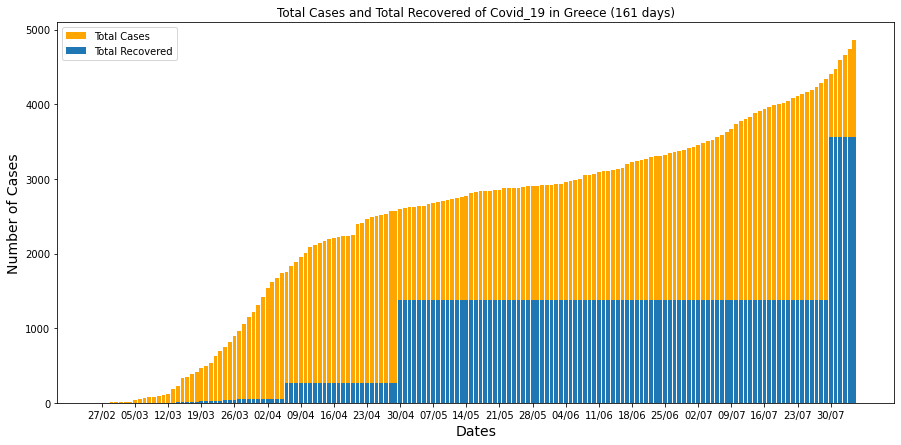 Total Cases and Total Recovered of Covid_19 in Greece (161 days)
Total Cases
Total Recovered
Number of Cases
5000
4000
3000
2000
1000
0
27/02 05/03 12/03 19/03 26/03 02/04 09/04 16/04 23/04 30/04 07/05 14/05 21/05 28/05 04/06 11/06 18/06 25/06 02/07 09/07 16/07 23/07 30/07
Dates